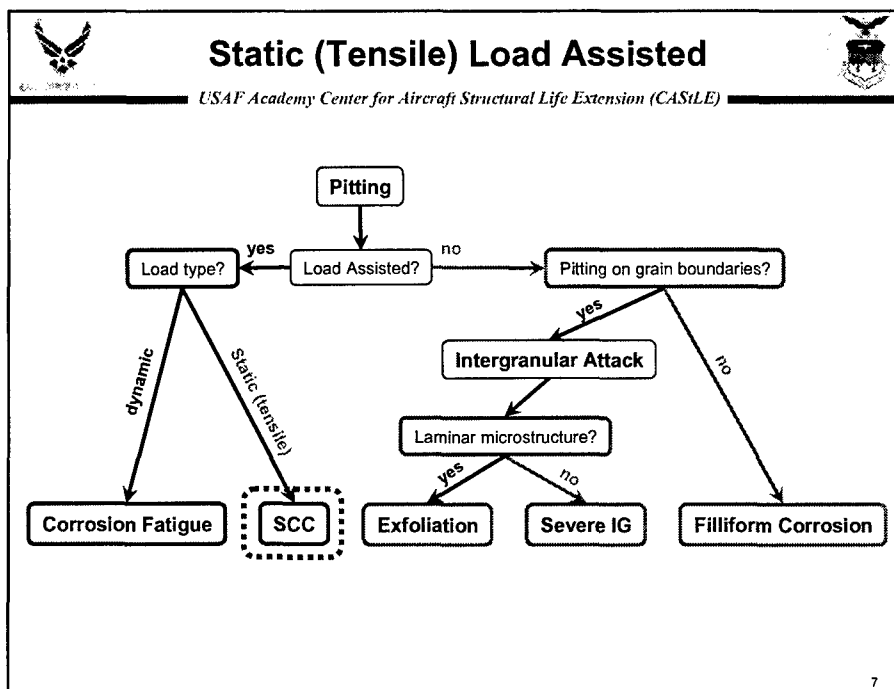 Static (Tensile) Load Assisted
USAF Academy Center for Aircraft Structural Life Extension (CAStLE)
Pitting
Load type?
yes
Load Assisted?
no
Pitting on grain boundaries?
yes
Intergranular Attack
dynamic
Static (tensile)
no
Laminar microstructure?
yes
no
Corrosion Fatigue
SCC
Exfoliation
Severe IG
Filliform Corrosion
7